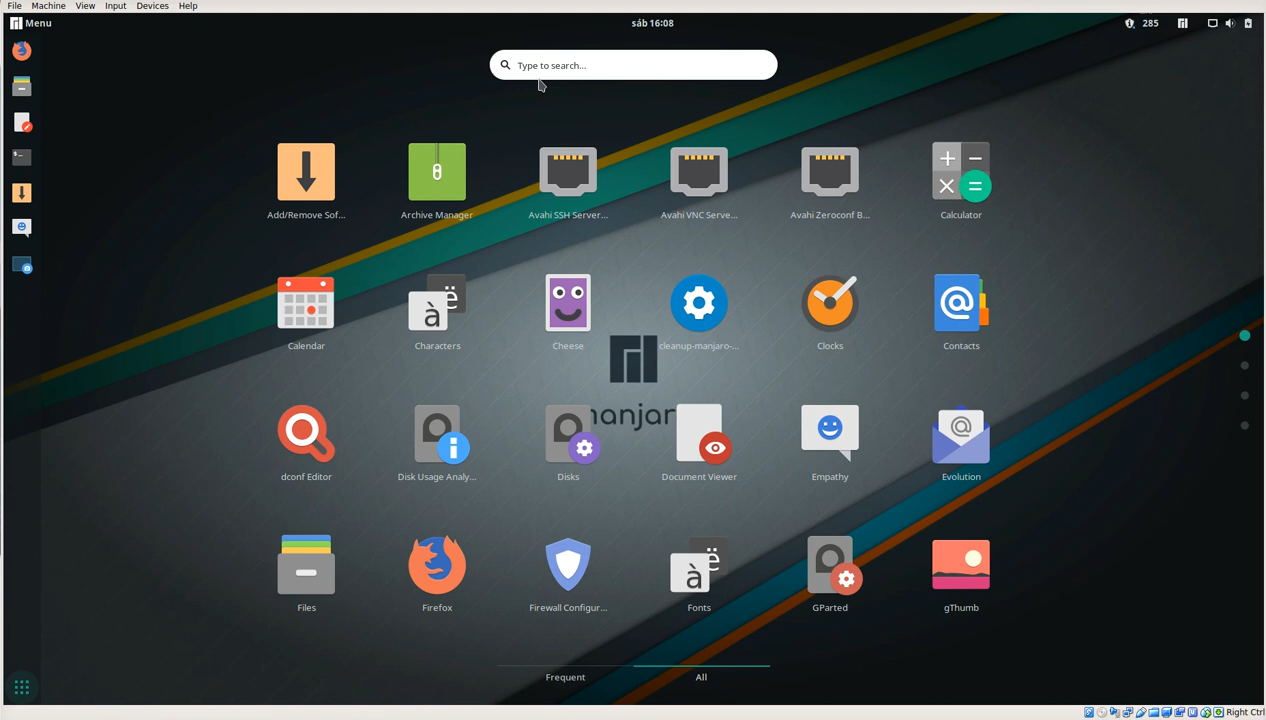 File Machine View Input Devices Help
Menu
sáb 16:08
285
Type to search...
Add/Remove Sof... Archive Manager Avahi SSH Server... Avahi VNC Serve... Avahi Zeroconf B... Calculator
Calendar Characters Cheese cleanup-manjaro-... Clocks Contacts
manjar
dconf Editor Disk Usage Analy... Disks Document Viewer Empathy Evolution
Files Firefox Firewall Configur... Fonts GParted gThumb
Frequent All
Right Ctrl